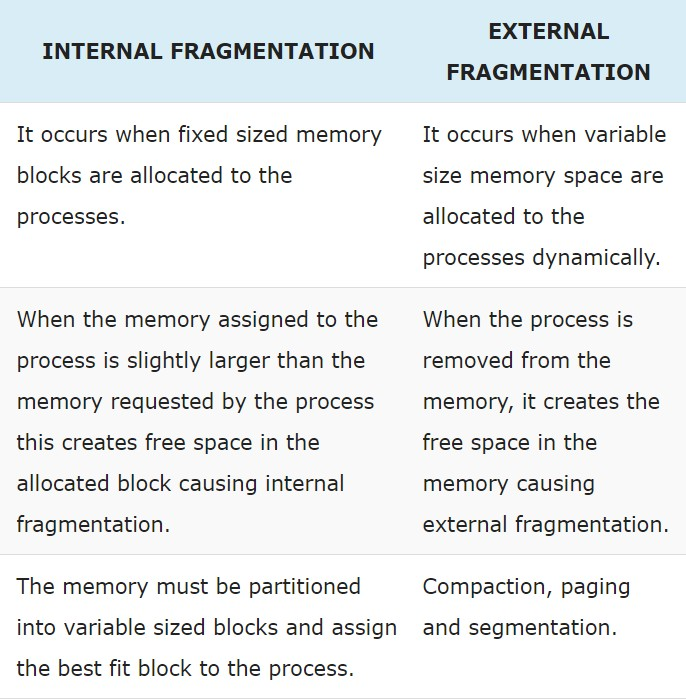 INTERNAL FRAGMENTATION
EXTERNAL
FRAGMENTATION
It occurs when fixed sized memory
blocks are allocated to the
processes.
It occurs when variable
size memory space are
allocated to the
processes dynamically.
When the memory assigned to the
process is slightly larger than the
memory requested by the process
this creates free space in the
allocated block causing internal
fragmentation.
When the process is
removed from the
memory, it creates the
free space in the
memory causing
external fragmentation.
The memory must be partitioned
into variable sized blocks and assign
the best fit block to the process.
Compaction, paging
and segmentation.